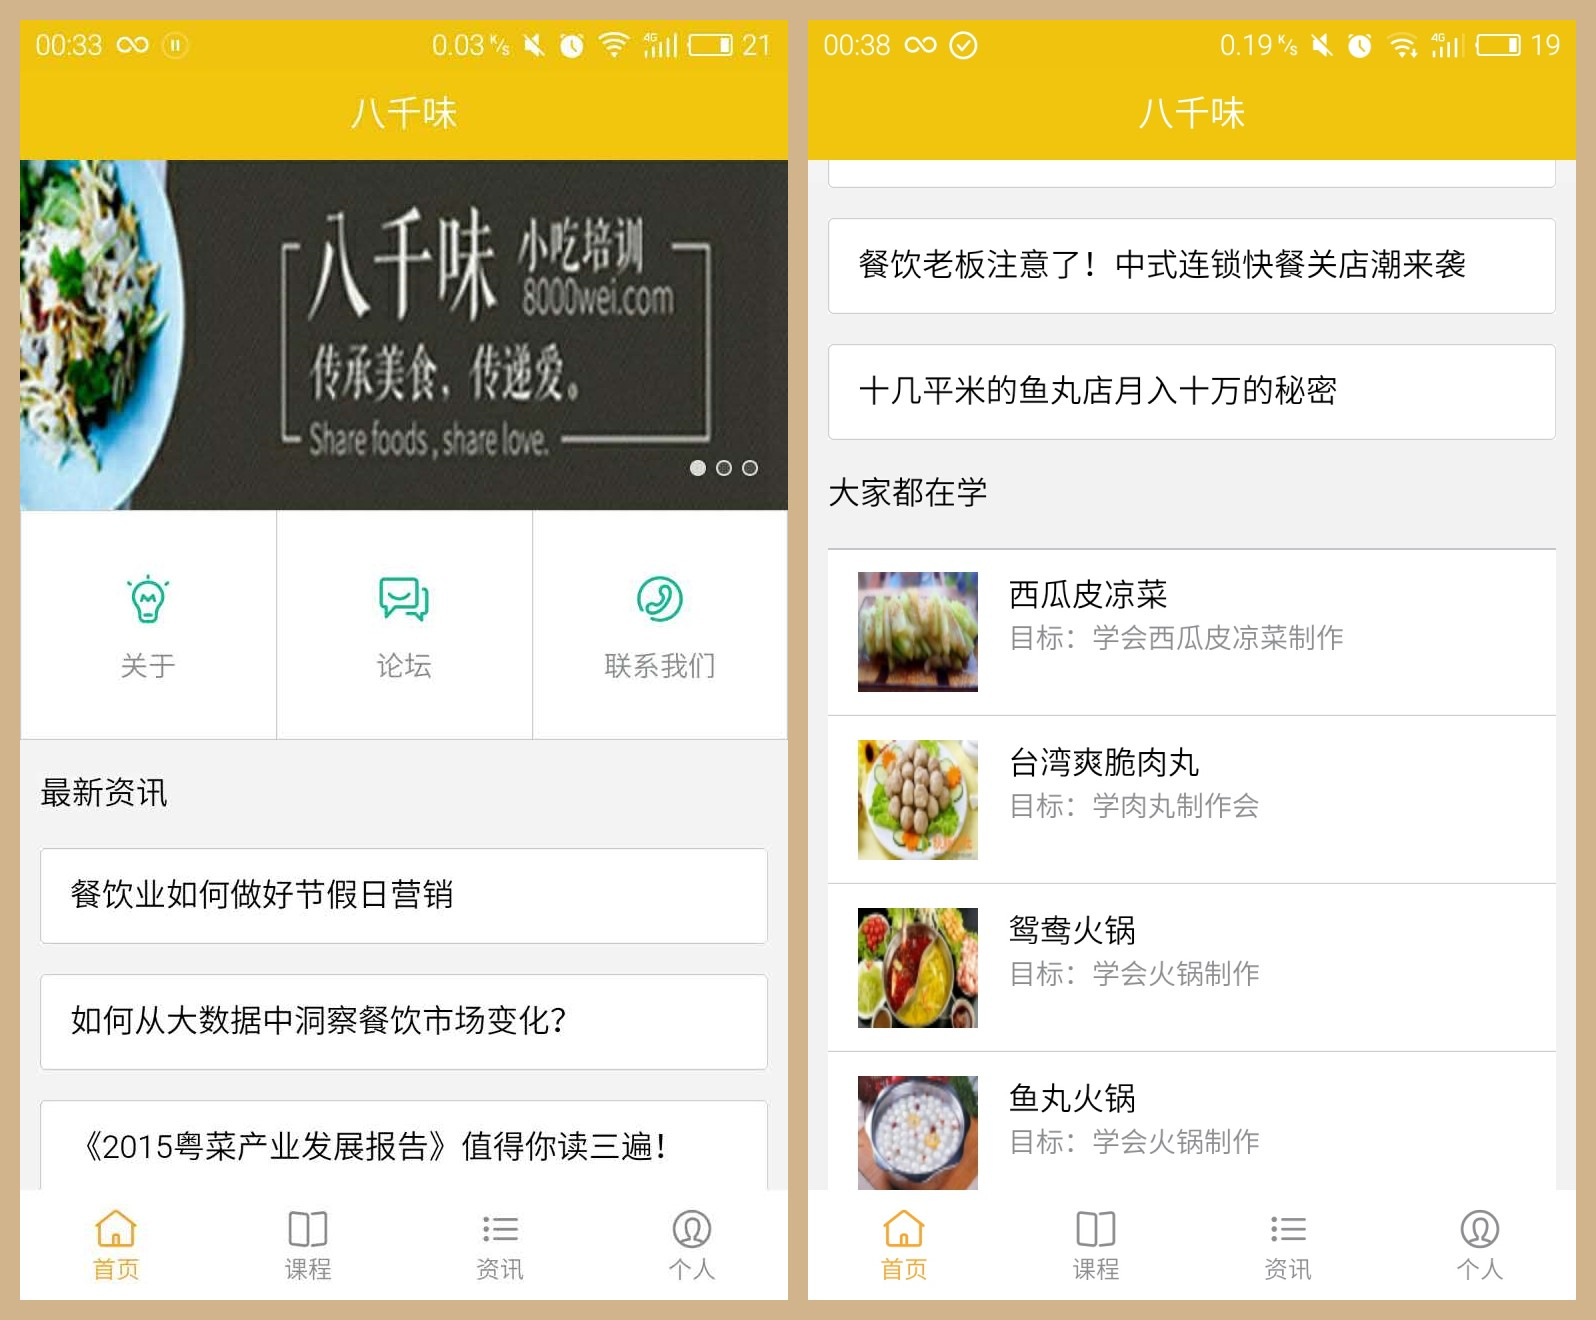 00:33 0.03 K/s 4G 21
八千味
八千味 小吃培训
8000wei.com
传承美食，传递爱。
Share foods , share love.
关于 论坛 联系我们
最新资讯
餐饮业如何做好节假日营销
如何从大数据中洞察餐饮市场变化？
《2015粤菜产业发展报告》值得你读三遍！
首页 课程 资讯 个人
00:38 0.19 K/s 4G 19
八千味
餐饮老板注意了！中式连锁快餐关店潮来袭
十几平米的鱼丸店月入十万的秘密
大家都在学
西瓜皮凉菜
目标：学会西瓜皮凉菜制作
台湾爽脆肉丸
目标：学肉丸制作会
鸳鸯火锅
目标：学会火锅制作
鱼丸火锅
目标：学会火锅制作
首页 课程 资讯 个人